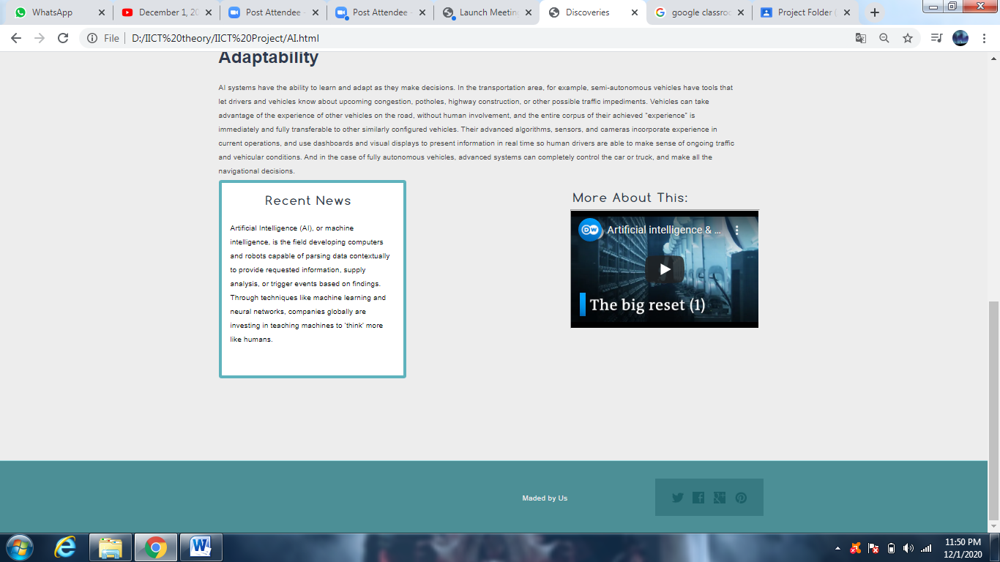 WhatsApp
December 1, 20
Post Attendee -
Post Attendee -
Launch Meeting
Discoveries
google classroo
Project Folder (
File
D:/IICT%20theory/IICT%20Project/AI.html
Adaptability
AI systems have the ability to learn and adapt as they make decisions. In the transportation area, for example, semi-autonomous vehicles have tools that
let drivers and vehicles know about upcoming congestion, potholes, highway construction, or other possible traffic impediments. Vehicles can take
advantage of the experience of other vehicles on the road, without human involvement, and the entire corpus of their achieved "experience" is
immediately and fully transferable to other similarly configured vehicles. Their advanced algorithms, sensors, and cameras incorporate experience in
current operations, and use dashboards and visual displays to present information in real time so human drivers are able to make sense of ongoing traffic
and vehicular conditions. And in the case of fully autonomous vehicles, advanced systems can completely control the car or truck, and make all the
navigational decisions.
Recent News
Artificial Intelligence (AI), or machine
intelligence, is the field developing computers
and robots capable of parsing data contextually
to provide requested information, supply
analysis, or trigger events based on findings.
Through techniques like machine learning and
neural networks, companies globally are
investing in teaching machines to 'think' more
like humans.
More About This:
DW
Artificial intelligence & ...
The big reset (1)
Maded by Us
11:50 PM
12/1/2020